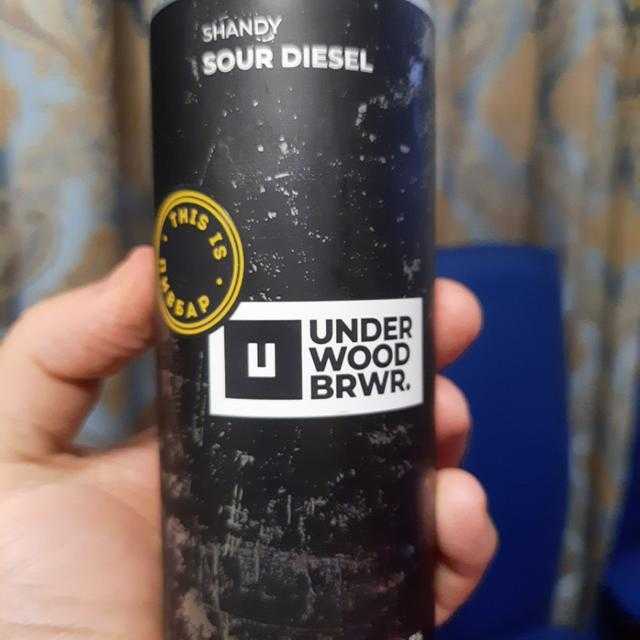 SHANDY
SOUR DIESEL
THIS IS
UNDER
WOOD
BRWR.